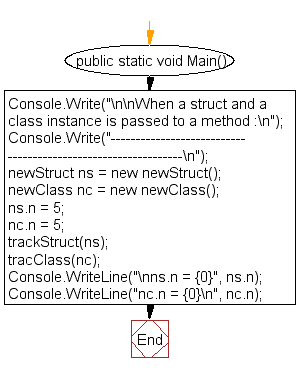 public static void Main()
Console.Write("\n\nWhen a struct and a
class instance is passed to a method :\n");
Console.Write("---------------------------
-----------------------------------\n");
newStruct ns = new newStruct();
newClass nc = new newClass();
ns.n = 5;
nc.n = 5;
trackStruct(ns);
tracClass(nc);
Console.WriteLine("\nns.n = {0}", ns.n);
Console.WriteLine("nc.n = {0}\n", nc.n);
End